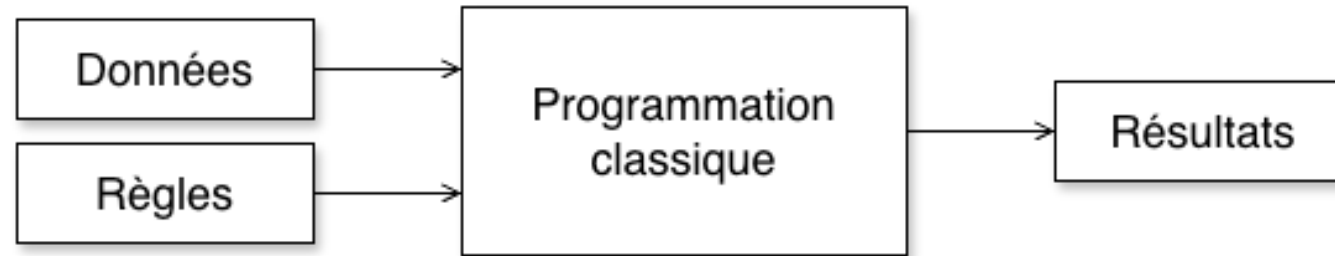 Données
Règles
Programmation
classique
Résultats